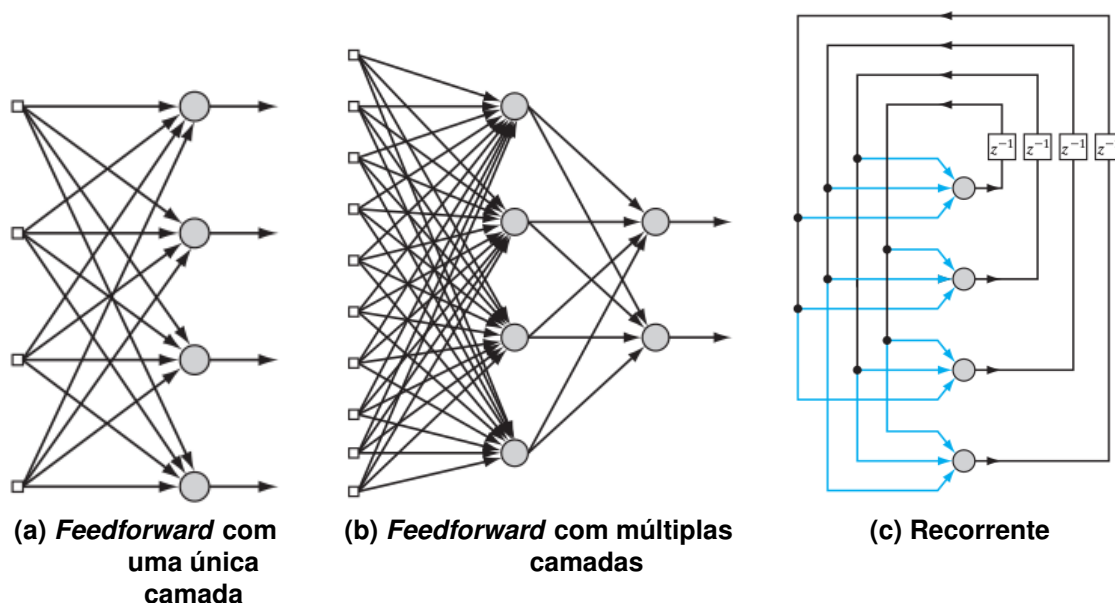 z⁻¹ z⁻¹ z⁻¹ z⁻
(a) Feedforward com
uma única
camada
(b) Feedforward com múltiplas
camadas
(c) Recorrente